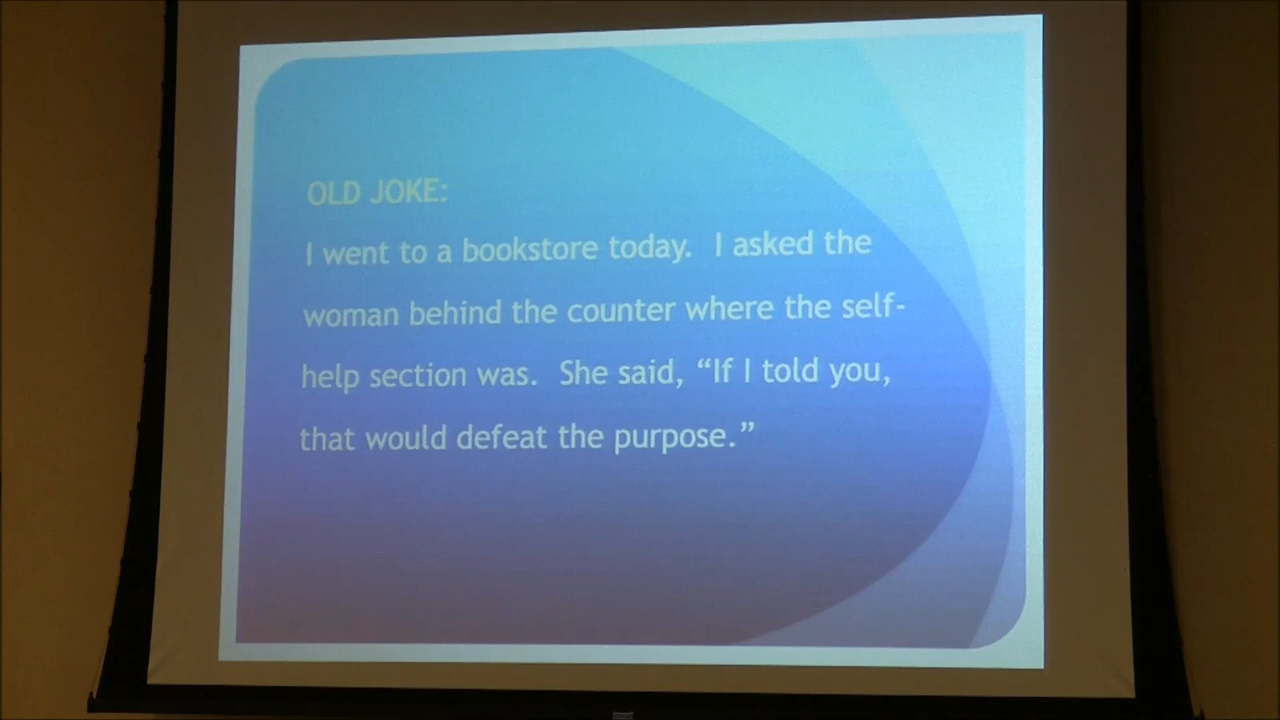 OLD JOKE:
I went to a bookstore today. I asked the
woman behind the counter where the self-
help section was. She said, “If I told you,
that would defeat the purpose.”